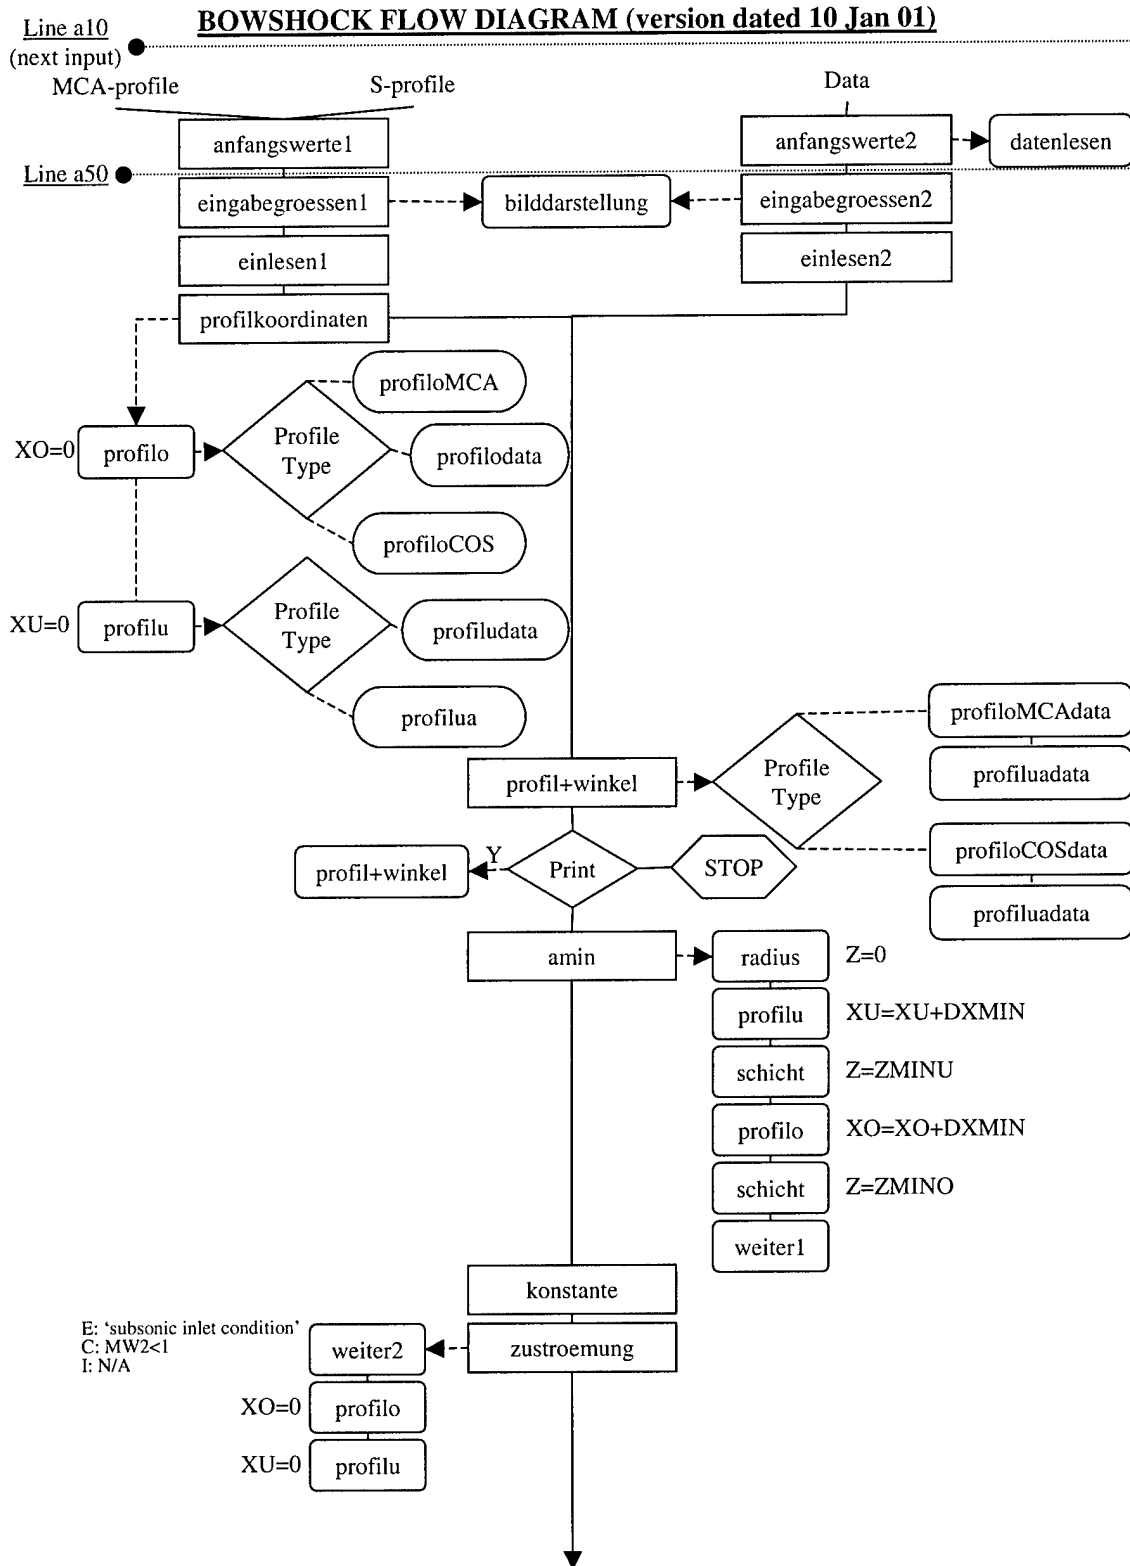 BOWSHOCK FLOW DIAGRAM (version dated 10 Jan 01)
Line a10
(next input)
MCA-profile
S-profile
Data
anfangswerte1
anfangswerte2
datenlesen
Line a50
eingabegroessen1
bilddarstellung
eingabegroessen2
einlesen1
einlesen2
profilkoordinaten
profiloMCA
XO=0
profilo
Profile
Type
profilodata
profiloCOS
XU=0
profilu
Profile
Type
profiludata
profilua
profiloMCAdata
profil+winkel
Profile
Type
profiluadata
profil+winkel
Y
Print
STOP
profiloCOSdata
profiluadata
amin
radius
Z=0
profilu
XU=XU+DXMIN
schicht
Z=ZMINU
profilo
XO=XO+DXMIN
schicht
Z=ZMINO
weiter1
konstante
E: ‘subsonic inlet condition’
C: MW2<1
I: N/A
weiter2
zustroemung
XO=0
profilo
XU=0
profilu